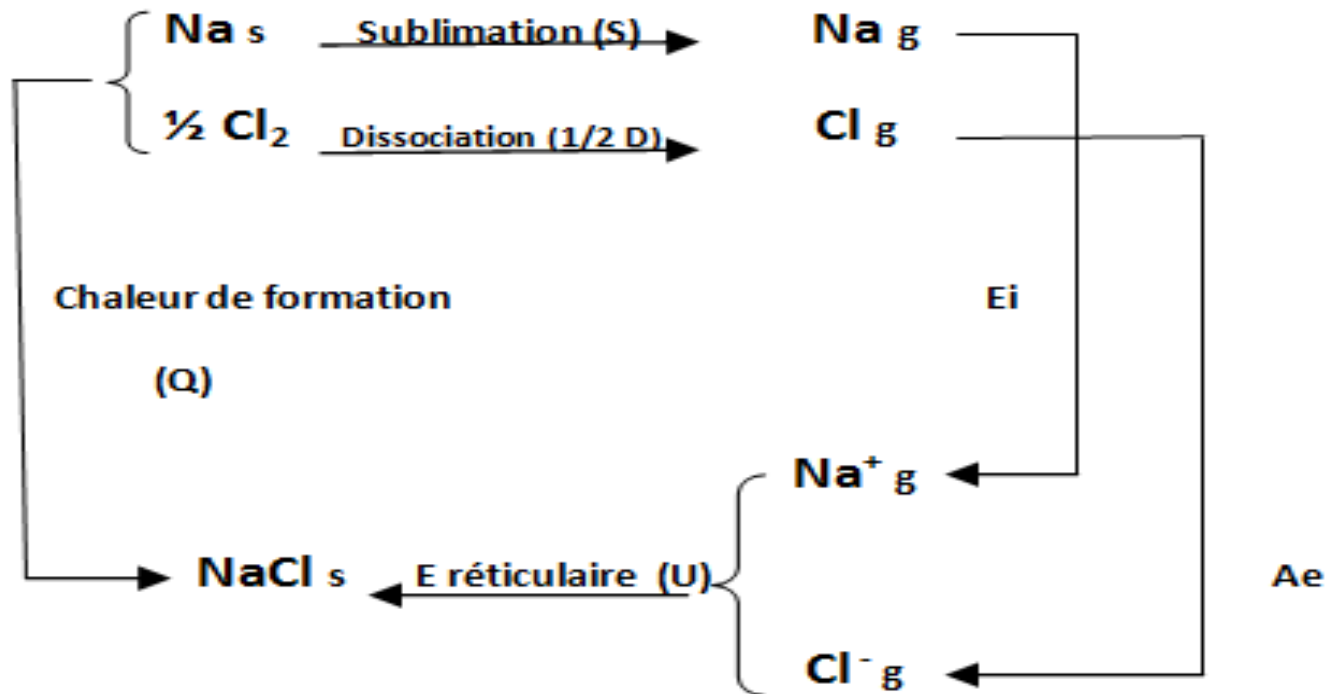 Na s Sublimation (S) Na g
½ Cl₂ Dissociation (1/2 D) Cl g
Chaleur de formation Ei
(Q)
Na⁺ g
NaCl s E réticulaire (U) Ae
Cl⁻ g